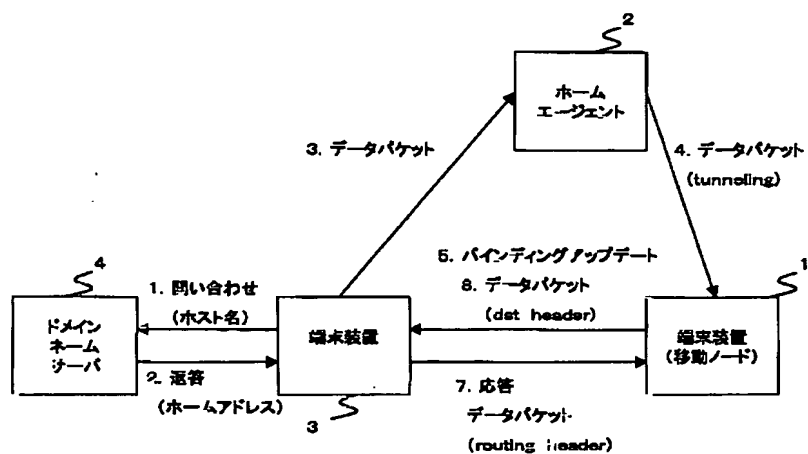 2
ホーム
エージェント
3. データパケット
4. データパケット
(tunneling)
5. バインディングアップデート
8. データパケット
(dst header)
4
1
1.問い合わせ
(ホスト名)
ドメイン
ネーム
サーバ
端末装置
端末装置
(移動ノード)
2. 返答
(ホームアドレス)
3
7. 応答
データパケット
(routing header)